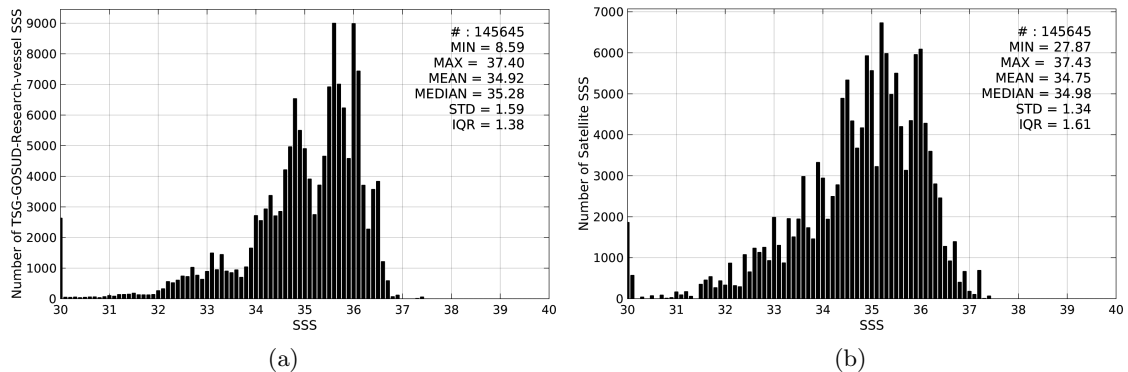 Number of TSG-GOSUD-Research-vessel SSS
9000
8000
7000
6000
5000
4000
3000
2000
1000
0
# : 145645
MIN = 8.59
MAX = 37.40
MEAN = 34.92
MEDIAN = 35.28
STD = 1.59
IQR = 1.38
30 31 32 33 34 35 36 37 38 39 40
SSS
(a)
Number of Satellite SSS
7000
6000
5000
4000
3000
2000
1000
0
# : 145645
MIN = 27.87
MAX = 37.43
MEAN = 34.75
MEDIAN = 34.98
STD = 1.34
IQR = 1.61
30 31 32 33 34 35 36 37 38 39 40
SSS
(b)